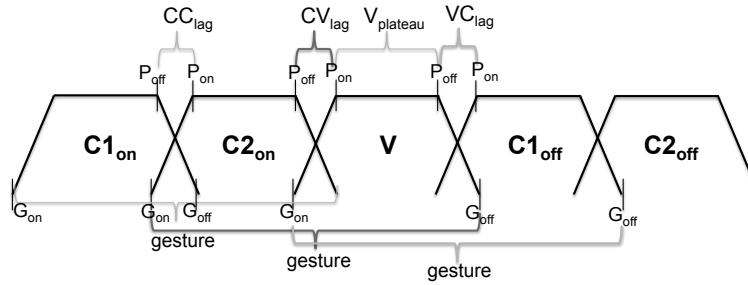 CC_lag CV_lag V_plateau VC_lag
P_off P_on P_off P_on P_off P_on
C1_on C2_on V C1_off C2_off
G_on G_on G_off G_on G_off G_off
gesture
gesture
gesture